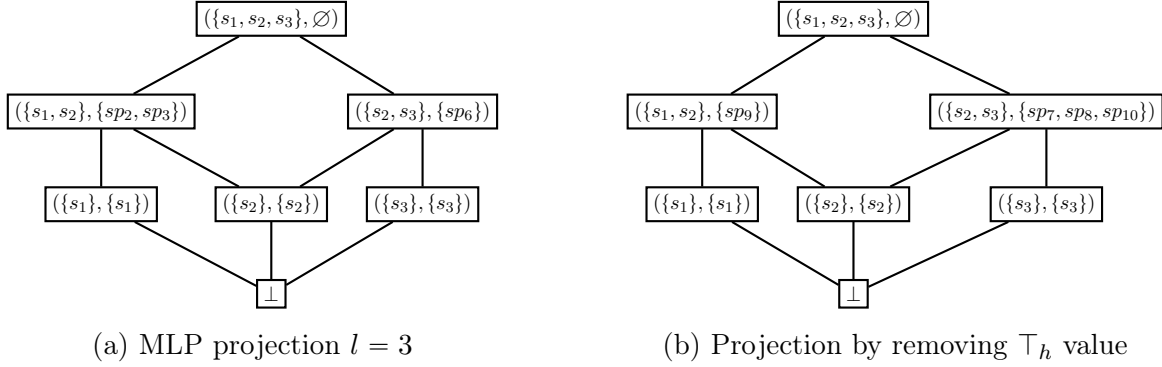 ({s₁, s₂, s₃}, ∅)
({s₁, s₂}, {sp₂, sp₃})
({s₂, s₃}, {sp₆})
({s₁}, {s₁})
({s₂}, {s₂})
({s₃}, {s₃})
⊥
(a) MLP projection l = 3
({s₁, s₂, s₃}, ∅)
({s₁, s₂}, {sp₉})
({s₂, s₃}, {sp₇, sp₈, sp₁₀})
({s₁}, {s₁})
({s₂}, {s₂})
({s₃}, {s₃})
⊥
(b) Projection by removing ⊤ₕ value